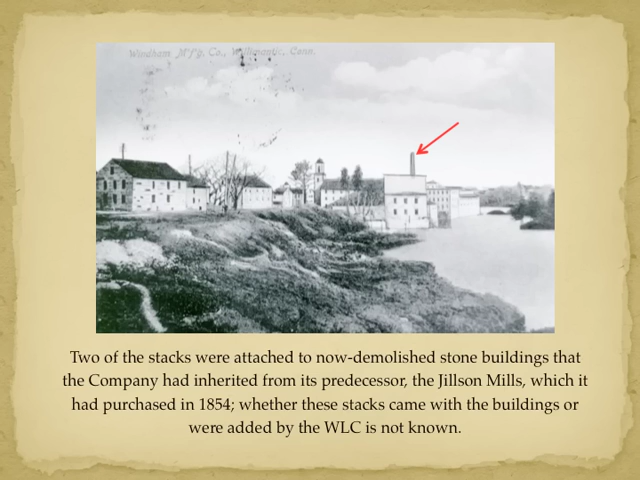 Windham M'f'g. Co., Willimantic, Conn.
Two of the stacks were attached to now-demolished stone buildings that
the Company had inherited from its predecessor, the Jillson Mills, which it
had purchased in 1854; whether these stacks came with the buildings or
were added by the WLC is not known.